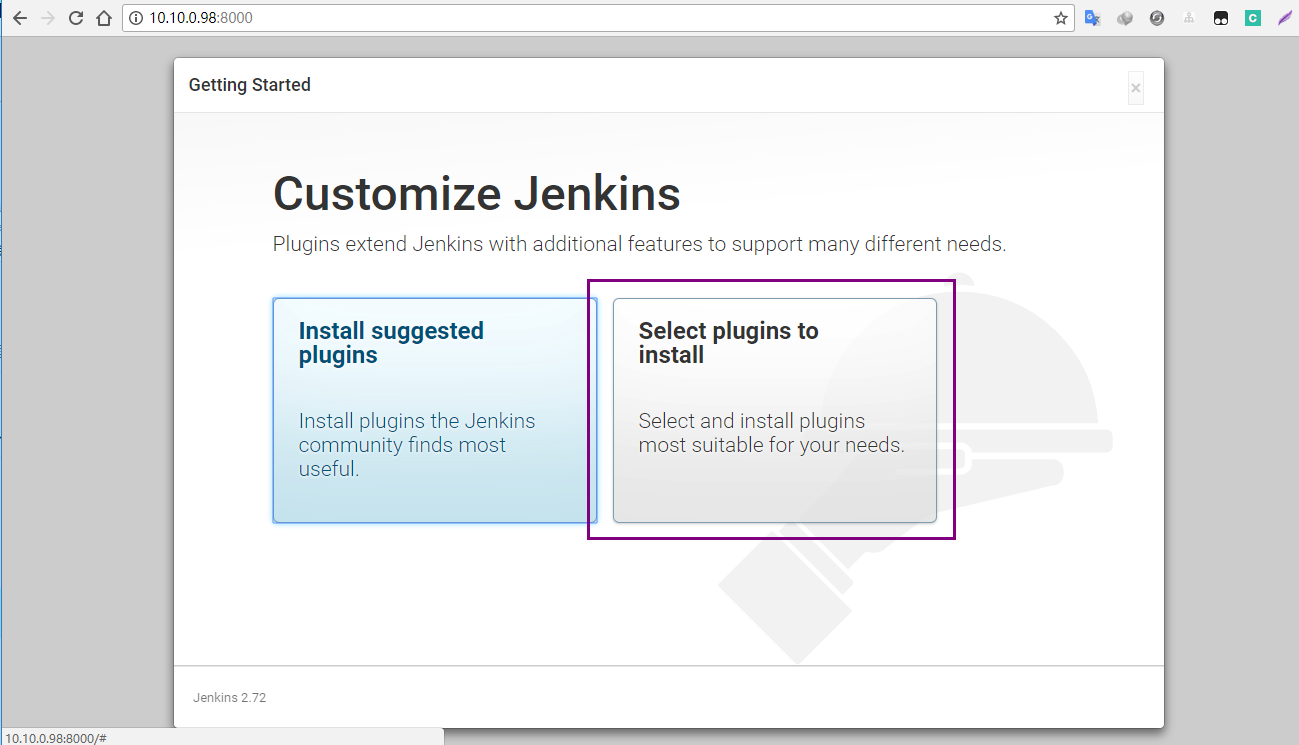 10.10.0.98:8000
Getting Started
×
Customize Jenkins
Plugins extend Jenkins with additional features to support many different needs.
Install suggested
plugins
Install plugins the Jenkins
community finds most
useful.
Select plugins to
install
Select and install plugins
most suitable for your needs.
Jenkins 2.72
10.10.0.98:8000/#